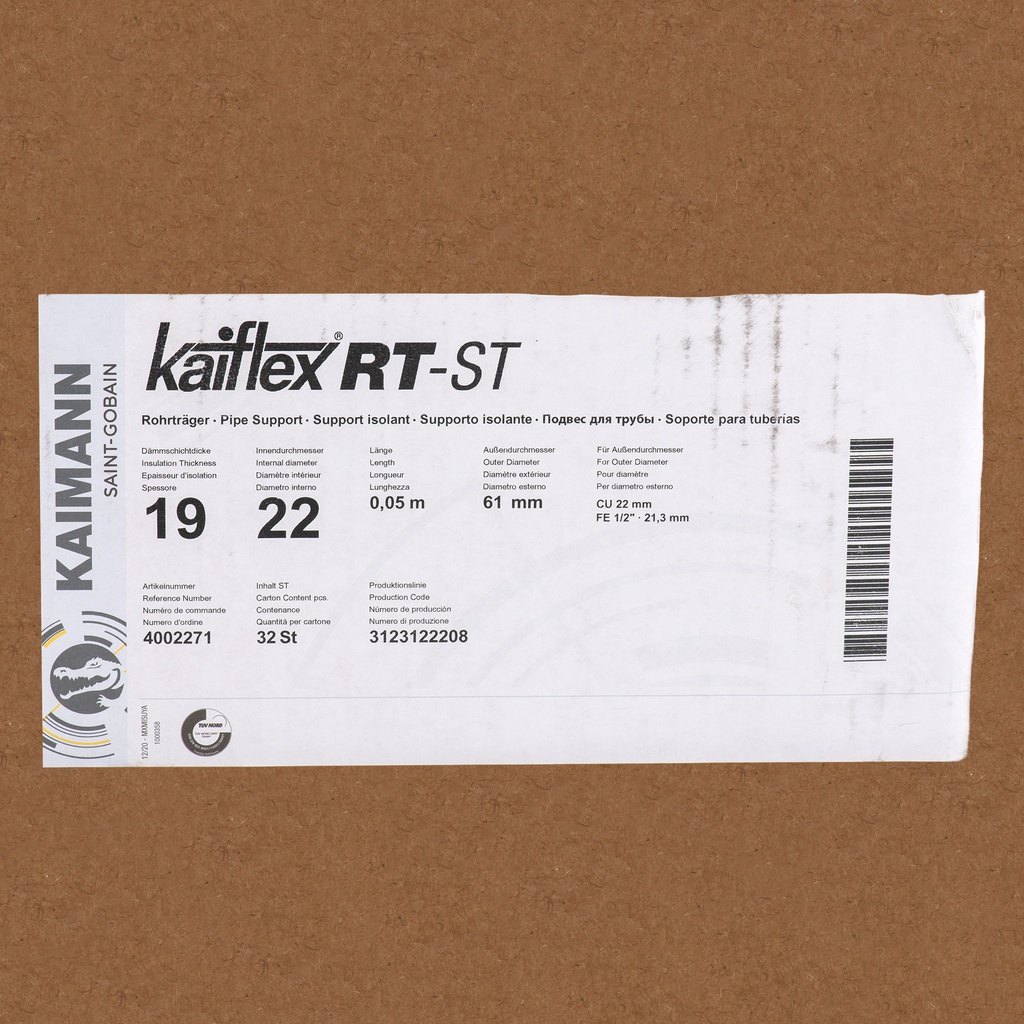 KAIMANN
SAINT-GOBAIN
kaiflex® RT-ST
Rohrträger · Pipe Support · Support isolant · Supporto isolante · Подвес для трубы · Soporte para tuberías
Dämmschichtdicke
Insulation Thickness
Epaisseur d'isolation
Spessore
19
Innendurchmesser
Internal diameter
Diamètre intérieur
Diametro interno
22
Länge
Length
Longueur
Lunghezza
0,05 m
Außendurchmesser
Outer Diameter
Diamètre extérieur
Diametro esterno
61 mm
Für Außendurchmesser
For Outer Diameter
Pour diamètre
Per diametro esterno
CU 22 mm
FE 1/2" · 21,3 mm
Artikelnummer
Reference Number
Numéro de commande
Numero d'ordine
4002271
Inhalt ST
Carton Content pcs.
Contenance
Quantità per cartone
32 St
Produktionslinie
Production Code
Número de producción
Numero di produzione
3123122208
12/20 - MXMI5UYA
1000358
TÜV NORD